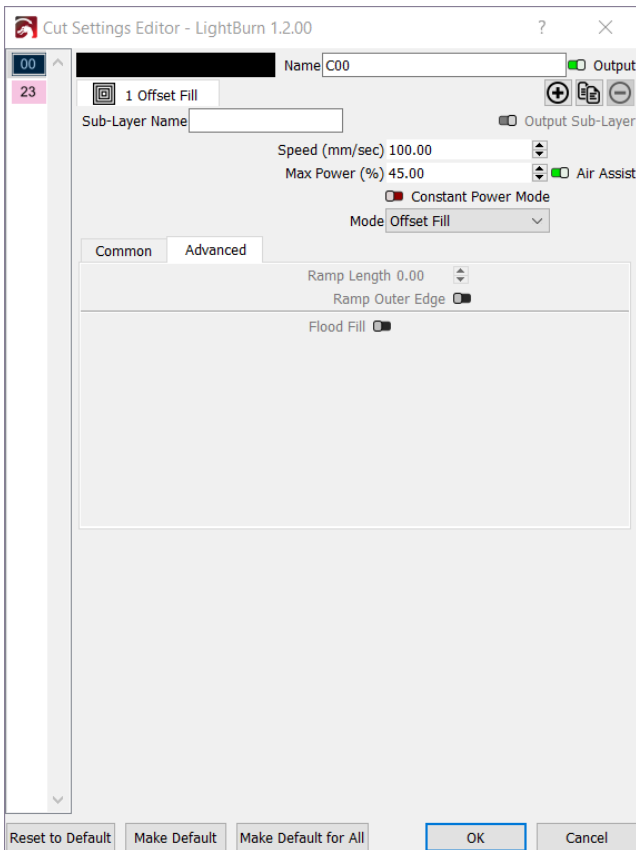 Cut Settings Editor - LightBurn 1.2.00 ? ×
00 Name C00 Output
23 1 Offset Fill
Sub-Layer Name Output Sub-Layer
Speed (mm/sec) 100.00
Max Power (%) 45.00 Air Assist
Constant Power Mode
Mode Offset Fill
Common Advanced
Ramp Length 0.00
Ramp Outer Edge
Flood Fill
Reset to Default Make Default Make Default for All OK Cancel